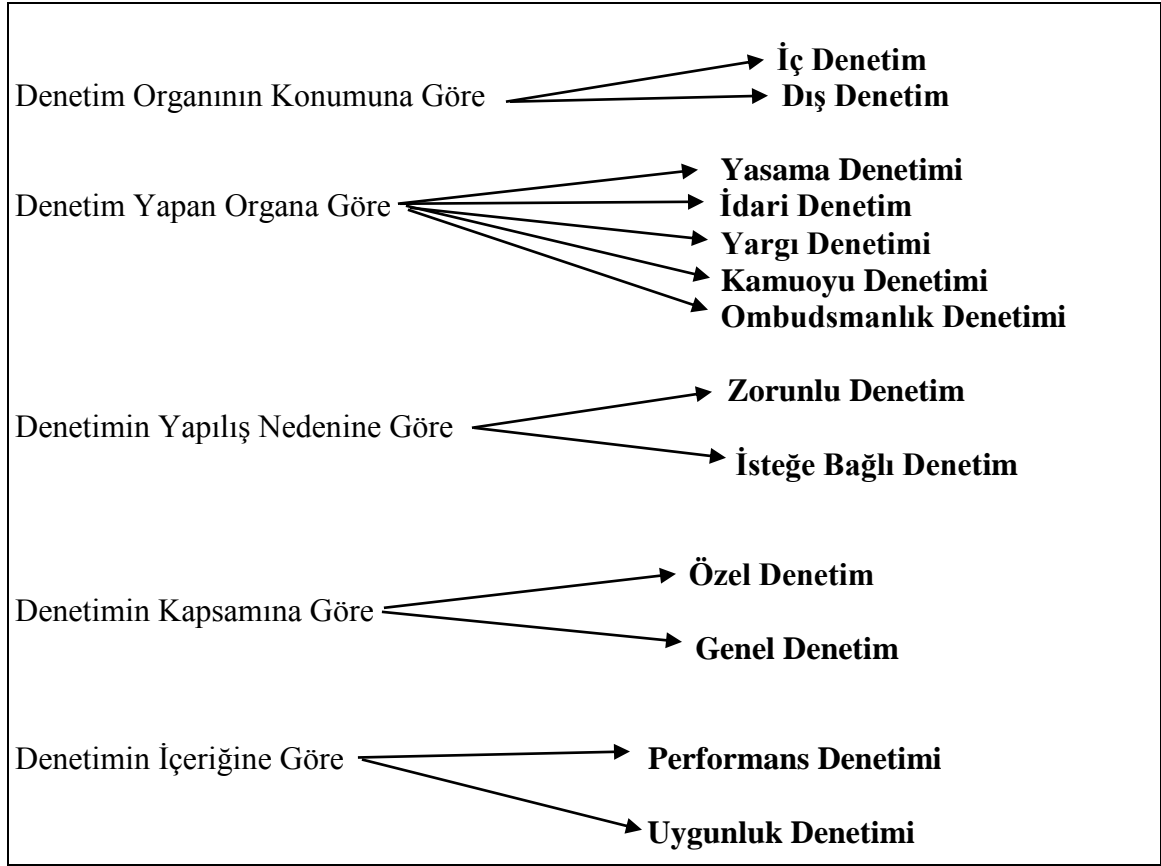 İç Denetim
Denetim Organının Konumuna Göre
Dış Denetim
Yasama Denetimi
Denetim Yapan Organa Göre
İdari Denetim
Yargı Denetimi
Kamuoyu Denetimi
Ombudsmanlık Denetimi
Zorunlu Denetim
Denetimin Yapılış Nedenine Göre
İsteğe Bağlı Denetim
Özel Denetim
Denetimin Kapsamına Göre
Genel Denetim
Denetimin İçeriğine Göre
Performans Denetimi
Uygunluk Denetimi